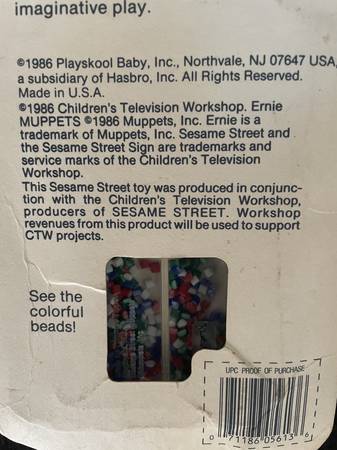 imaginative play.
©1986 Playskool Baby, Inc., Northvale, NJ 07647 USA,
a subsidiary of Hasbro, Inc. All Rights Reserved.
Made in U.S.A.
©1986 Children's Television Workshop. Ernie
MUPPETS ©1986 Muppets, Inc. Ernie is a
trademark of Muppets, Inc. Sesame Street and
the Sesame Street Sign are trademarks and
service marks of the Children's Television
Workshop.
This Sesame Street toy was produced in conjunc-
tion with the Children's Television Workshop,
producers of SESAME STREET. Workshop
revenues from this product will be used to support
CTW projects.
See the
colorful
beads!
UPC PROOF OF PURCHASE
0 71186 05613 6